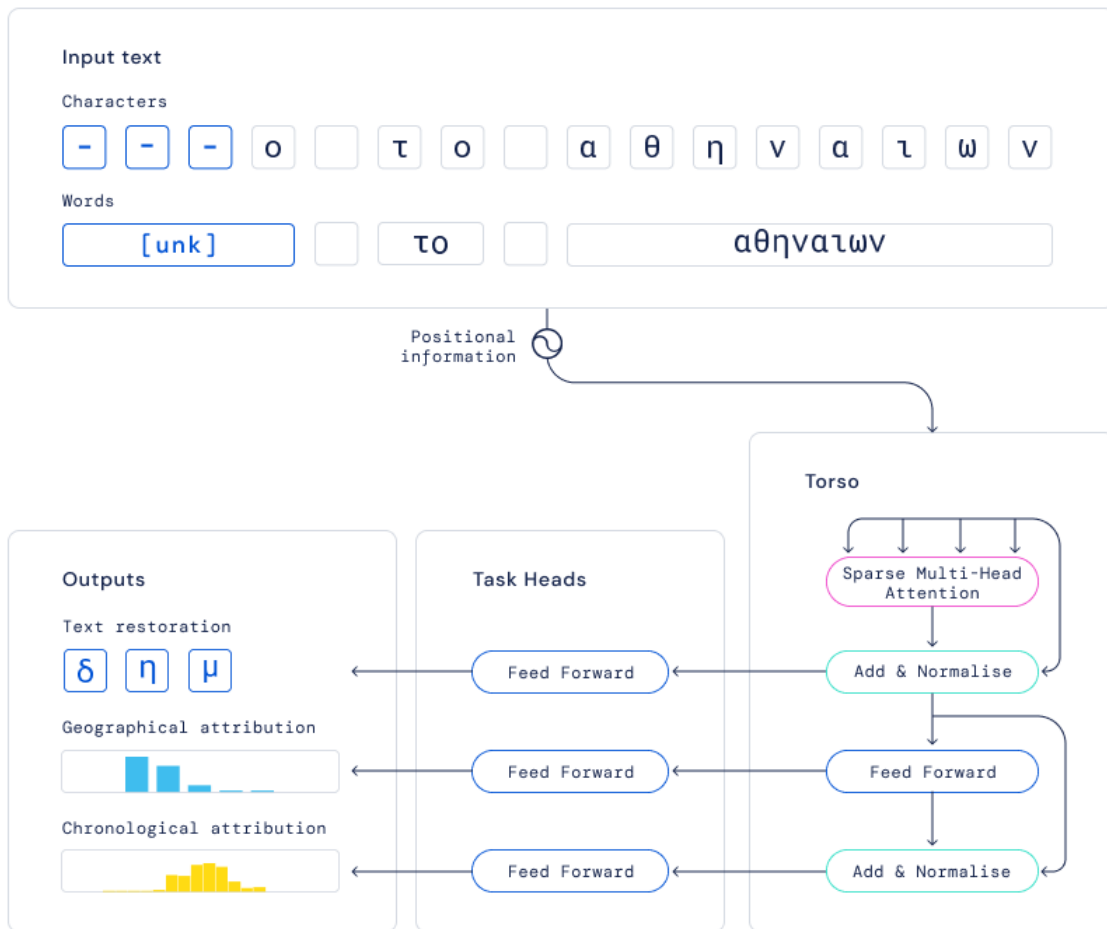 Input text
Characters
- - - ο τ ο α θ η ν α ι ω ν
Words
[unk] το αθηναιων
Positional
information
Torso
Sparse Multi-Head
Attention
Outputs
Task Heads
Text restoration
δ η μ
Feed Forward
Add & Normalise
Geographical attribution
Feed Forward
Feed Forward
Chronological attribution
Feed Forward
Add & Normalise